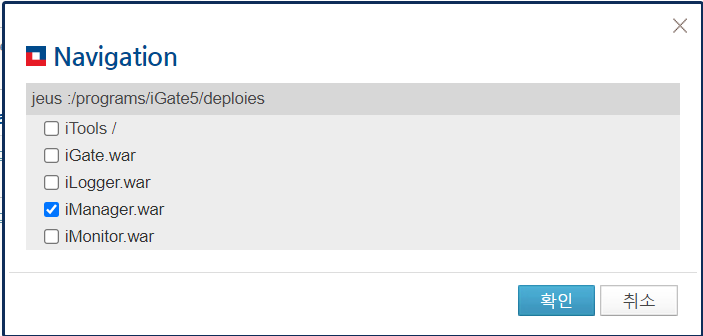 Navigation
jeus :/programs/iGate5/deploies
iTools /
iGate.war
iLogger.war
iManager.war
iMonitor.war
확인 취소